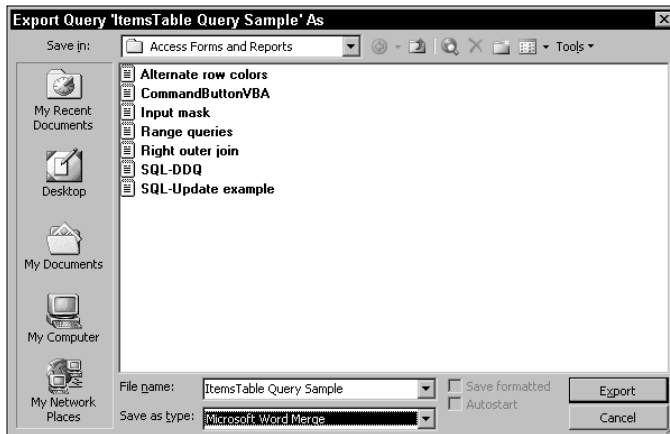 Export Query 'ItemsTable Query Sample' As
Save in:
Access Forms and Reports
Tools
My Recent
Documents
Desktop
My Documents
My Computer
My Network
Places
Alternate row colors
CommandButtonVBA
Input mask
Range queries
Right outer join
SQL-DDQ
SQL-Update example
File name:
ItemsTable Query Sample
Save formatted
Export
Save as type:
Microsoft Word Merge
Autostart
Cancel